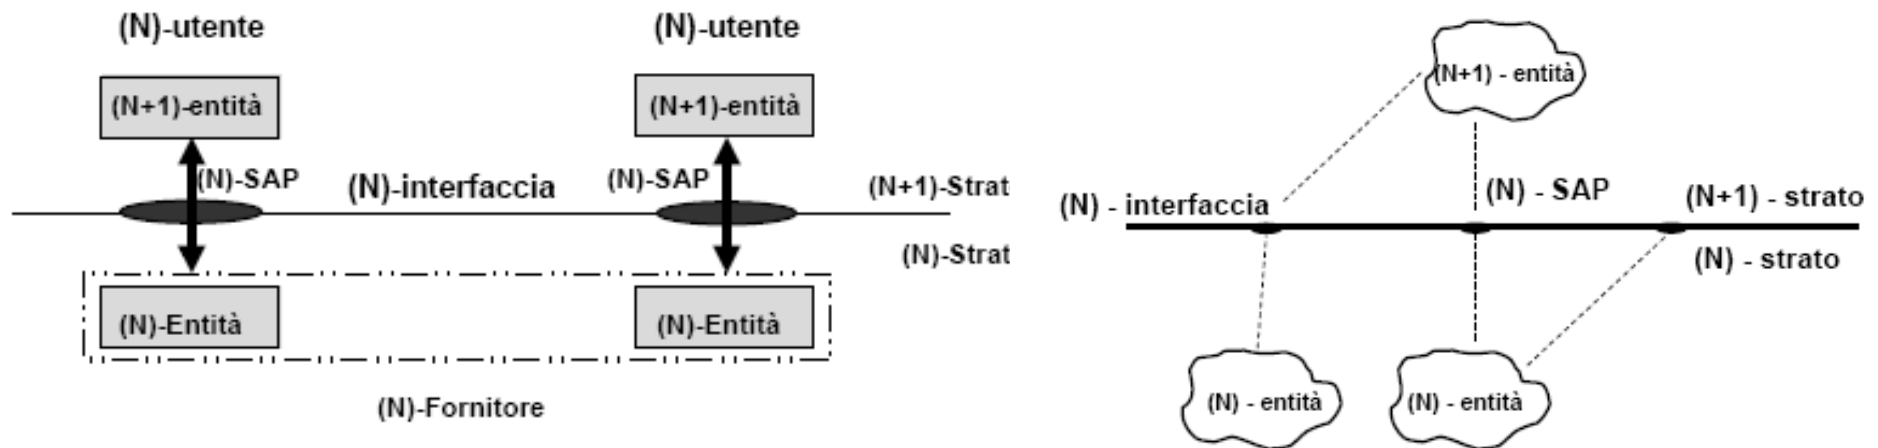 (N)-utente
(N)-utente
(N+1)-entità
(N+1)-entità
(N)-SAP
(N)-interfaccia
(N)-SAP
(N+1)-Strat
(N)-Strat
(N)-Entità
(N)-Entità
(N)-Fornitore
(N+1) - entità
(N) - interfaccia
(N) - SAP
(N+1) - strato
(N) - strato
(N) - entità
(N) - entità